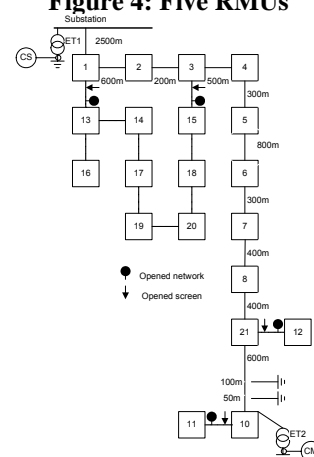 Figure 4: Five RMUs
Substation
ET1
2500m
CS
1
2
3
4
600m
200m
500m
300m
13
14
15
5
800m
16
17
18
6
300m
19
20
7
400m
8
Opened network
400m
Opened screen
21
12
600m
100m
50m
11
10
ET2
CM